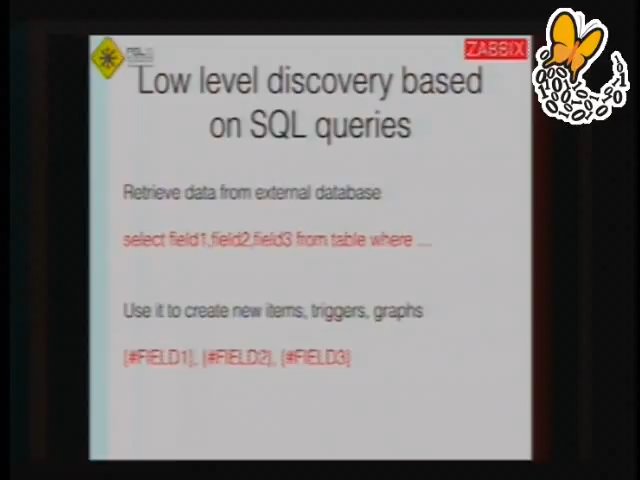 ZABBIX
Low level discovery based
on SQL queries
Retrieve data from external database
select field1,field2,field3 from table where ....
Use it to create new items, triggers, graphs
{#FIELD1}, {#FIELD2}, {#FIELD3}